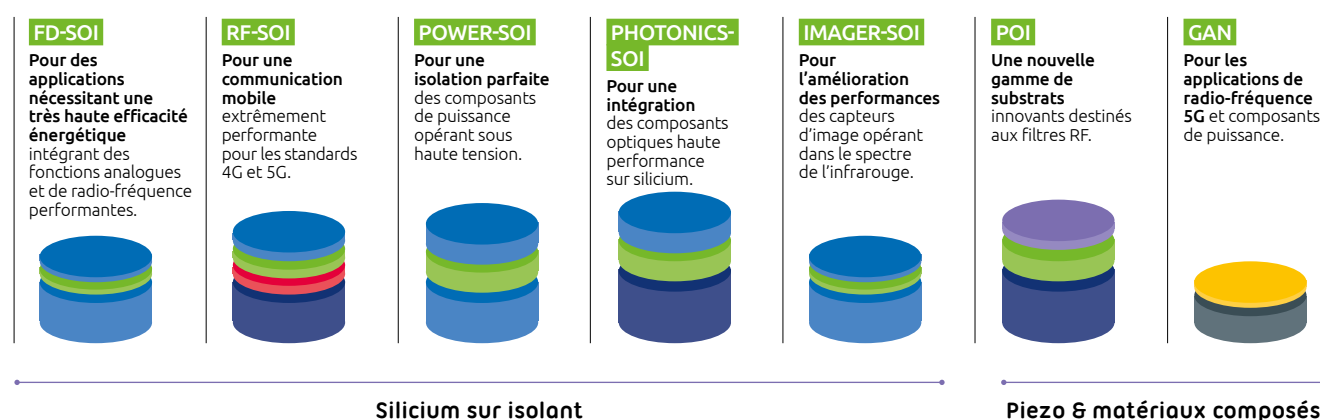 FD-SOI
Pour des
applications
nécessitant une
très haute efficacité
énergétique
intégrant des
fonctions analogues
et de radio-fréquence
performantes.
RF-SOI
Pour une
communication
mobile
extrêmement
performante
pour les standards
4G et 5G.
POWER-SOI
Pour une
isolation parfaite
des composants
de puissance
opérant sous
haute tension.
PHOTONICS-
SOI
Pour une
intégration
des composants
optiques haute
performance
sur silicium.
IMAGER-SOI
Pour
l'amélioration
des performances
des capteurs
d'image opérant
dans le spectre
de l'infrarouge.
POI
Une nouvelle
gamme de
substrats
innovants destinés
aux filtres RF.
GAN
Pour les
applications de
radio-fréquence
5G et composants
de puissance.
Silicium sur isolant
Piezo & matériaux composés